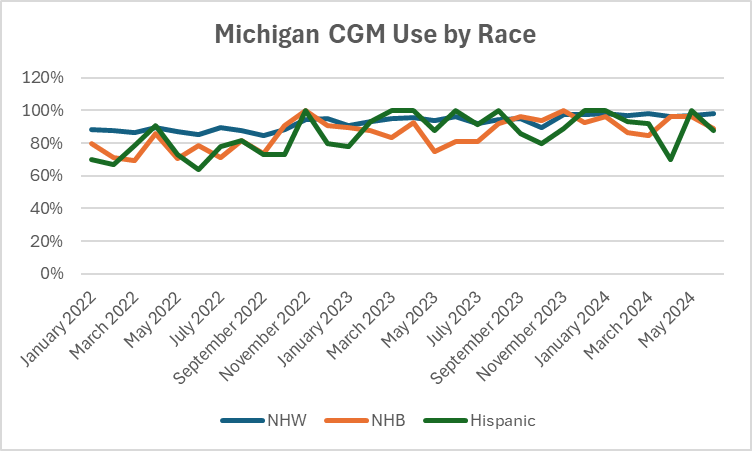 Michigan CGM Use by Race
120%
100%
80%
60%
40%
20%
0%
January 2022
March 2022
May 2022
July 2022
September 2022
November 2022
January 2023
March 2023
May 2023
July 2023
September 2023
November 2023
January 2024
March 2024
May 2024
NHW NHB Hispanic